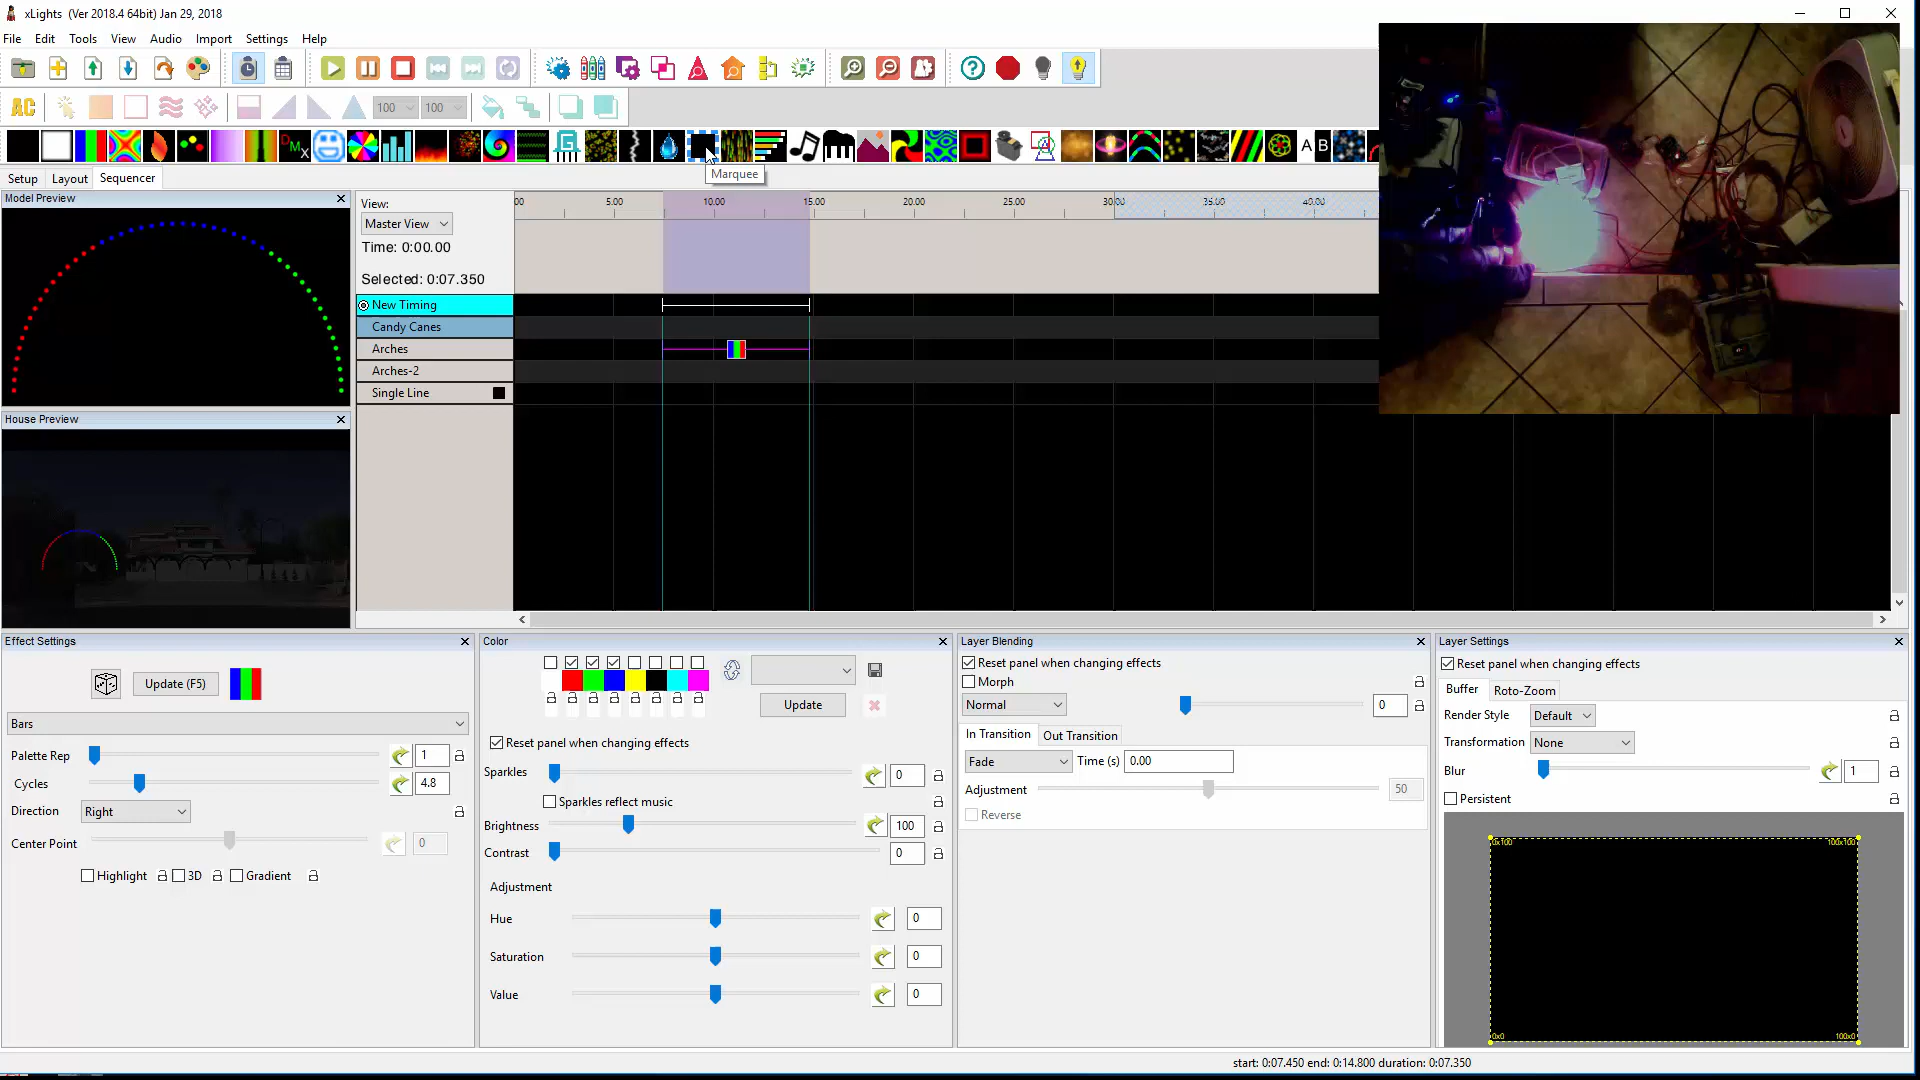 xLights (Ver 2018.4 64bit) Jan 29, 2018
File Edit Tools View Audio Import Settings Help
AC 100 100
DMX A B
Marquee
Setup Layout Sequencer
Model Preview
View:
Master View
Time: 0:00.00
Selected: 0:07.350
00 5.00 10.00 15.00 20.00 25.00 30.00 35.00 40.00
New Timing
Candy Canes
Arches
Arches-2
Single Line
House Preview
Effect Settings
Update (F5)
Bars
Palette Rep 1
Cycles 4.8
Direction Right
Center Point 0
Highlight 3D Gradient
Color
Update
Reset panel when changing effects
Sparkles 0
Sparkles reflect music
Brightness 100
Contrast 0
Adjustment
Hue 0
Saturation 0
Value 0
Layer Blending
Reset panel when changing effects
Morph
Normal 0
In Transition Out Transition
Fade Time (s) 0.00
Adjustment 50
Reverse
Layer Settings
Reset panel when changing effects
Buffer Roto-Zoom
Render Style Default
Transformation None
Blur 1
Persistent
0x100 100x100
0x0 100x0
start: 0:07.450 end: 0:14.800 duration: 0:07.350